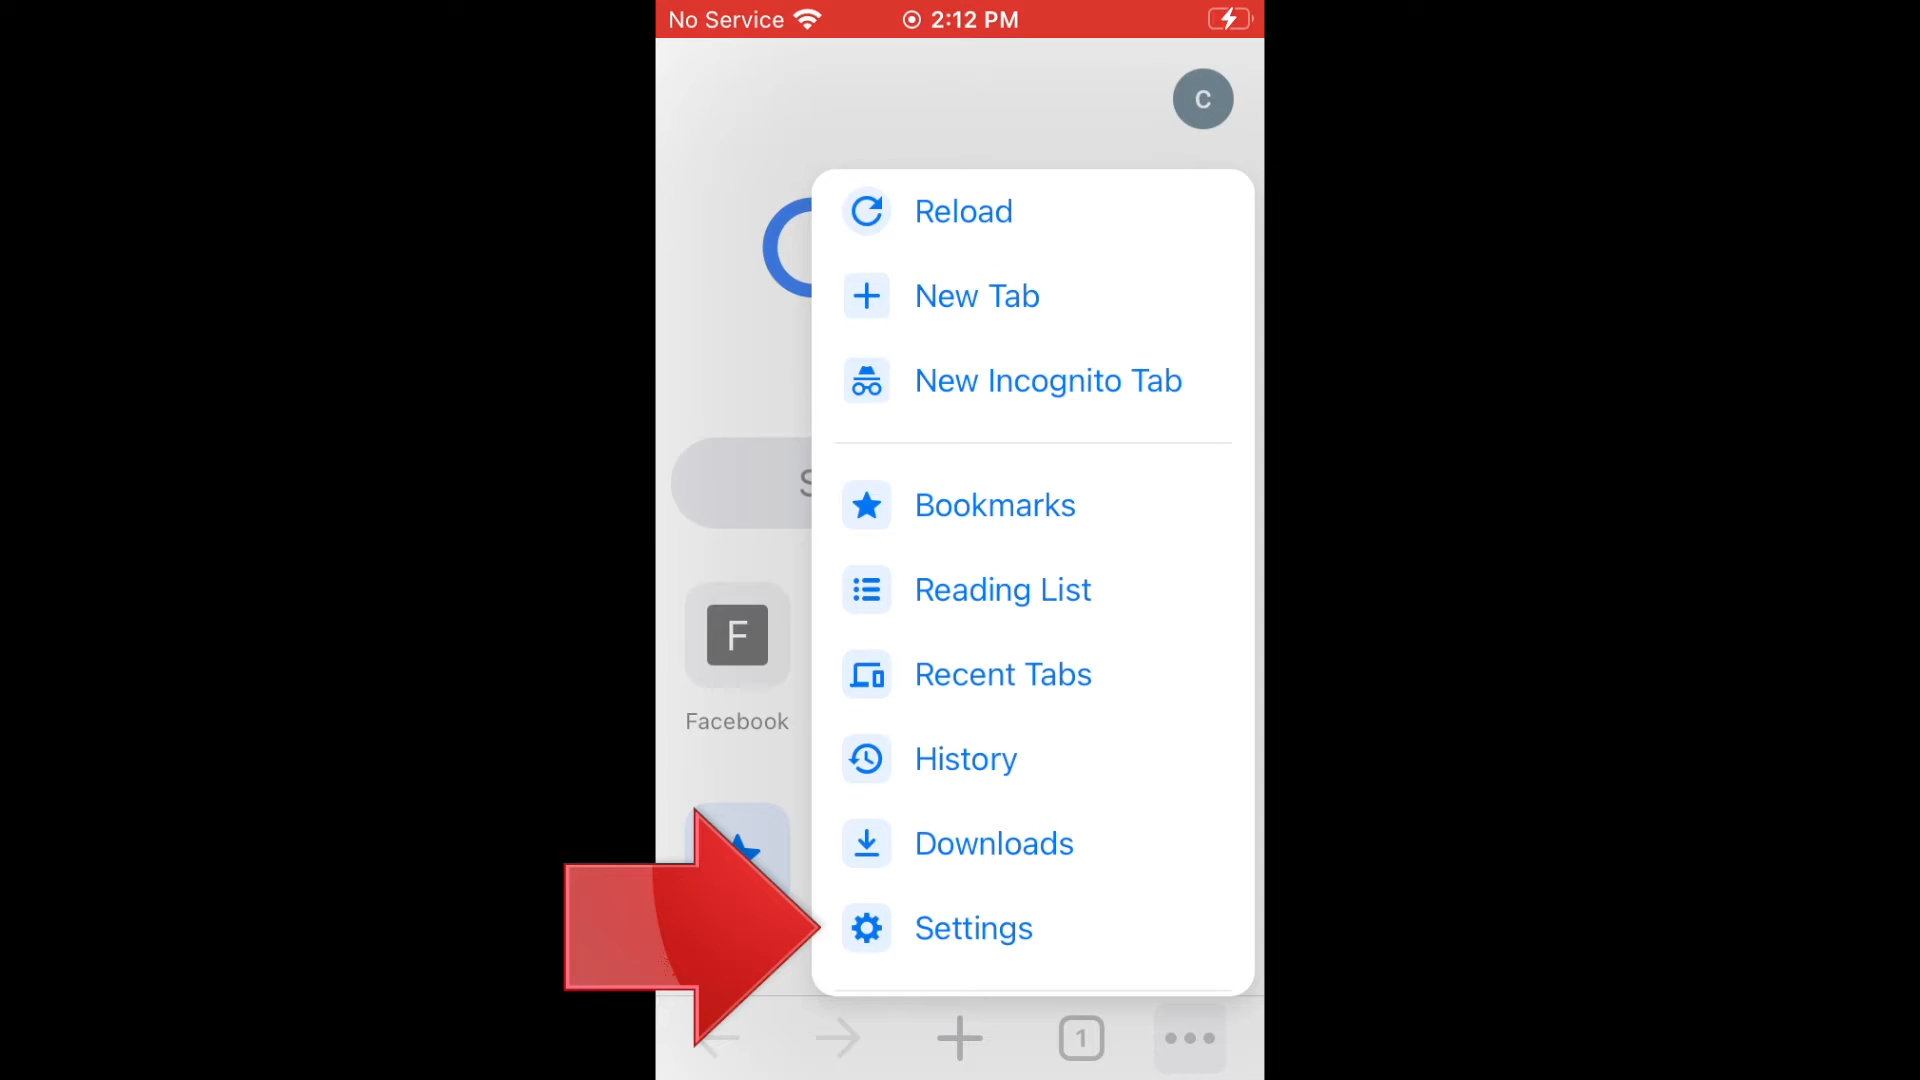 No Service 2:12 PM
C
Reload
New Tab
New Incognito Tab
S
Bookmarks
Reading List
F
Recent Tabs
Facebook
History
Downloads
Settings
1